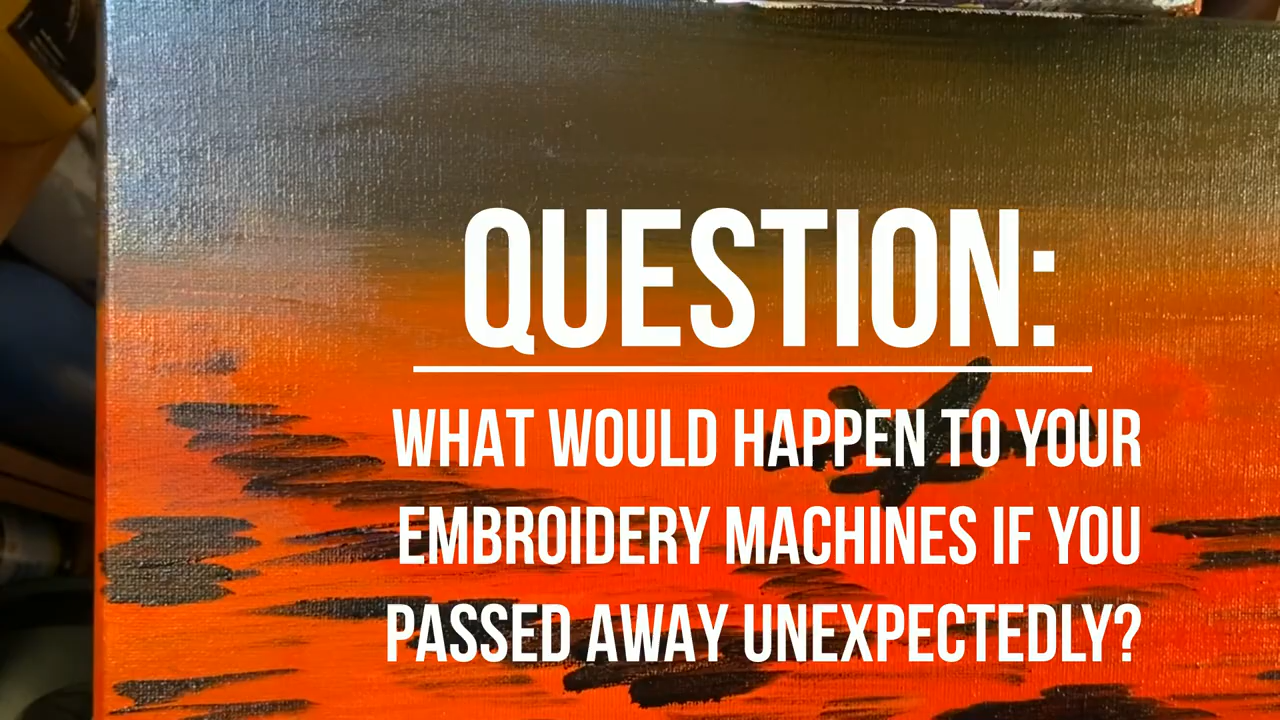 QUESTION:
WHAT WOULD HAPPEN TO YOUR
EMBROIDERY MACHINES IF YOU
PASSED AWAY UNEXPECTEDLY?